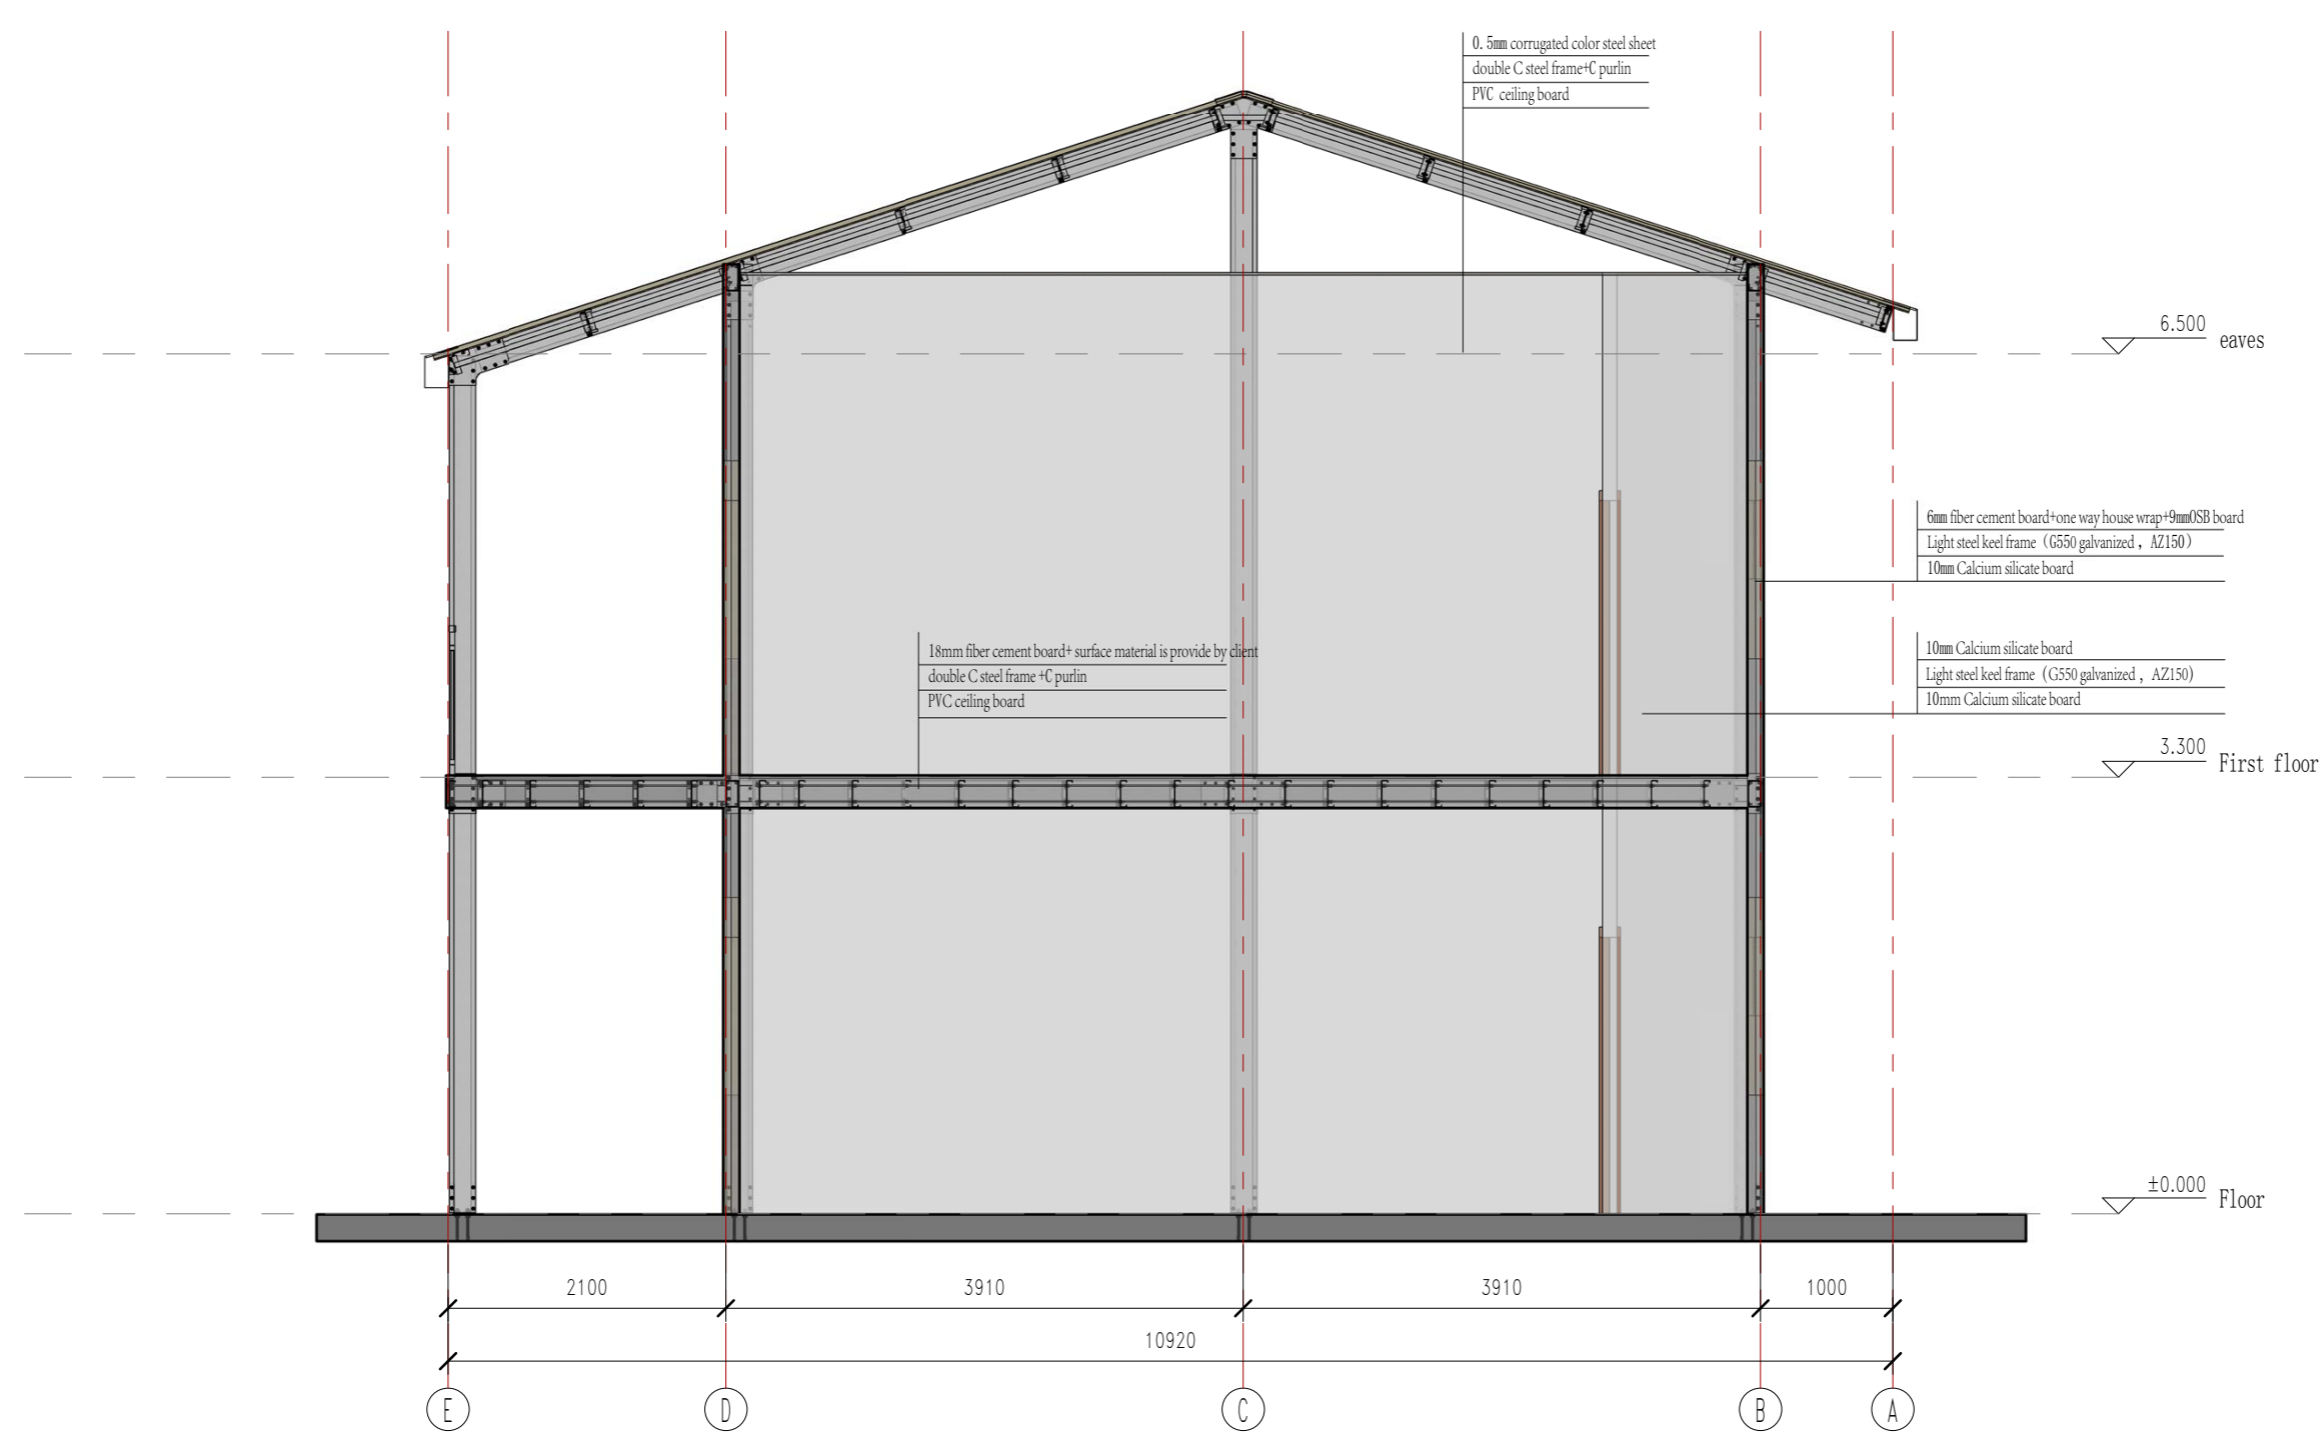 0.5mm corrugated color steel sheet
double C steel frame+C purlin
PVC ceiling board
6.500
eaves
6mm fiber cement board+one way house wrap+9mmOSB board
Light steel keel frame（G550 galvanized，AZ150）
10mm Calcium silicate board
18mm fiber cement board+ surface material is provide by client
double C steel frame +C purlin
PVC ceiling board
10mm Calcium silicate board
Light steel keel frame（G550 galvanized，AZ150）
10mm Calcium silicate board
3.300
First floor
±0.000
Floor
2100 3910 3910 1000
10920
E D C B A